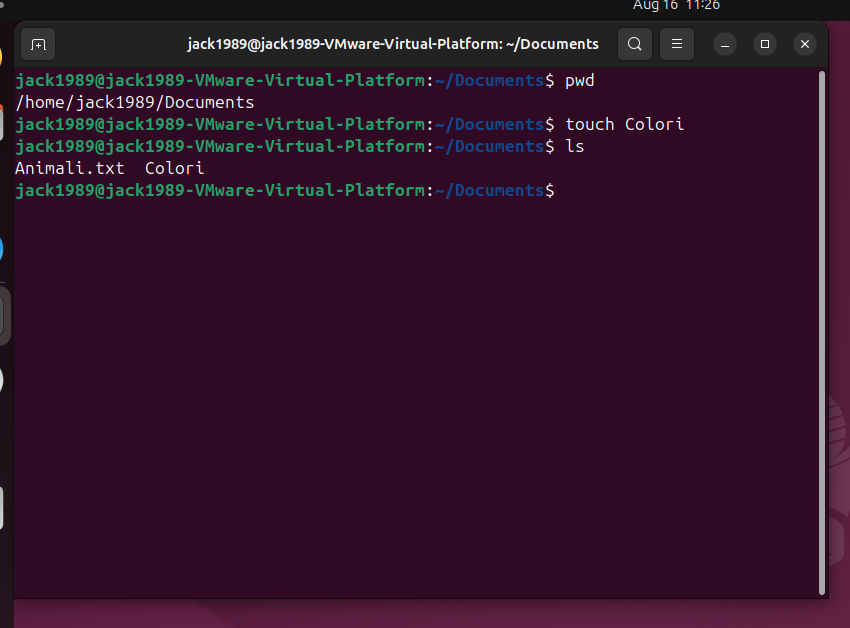 Aug 16 11:26
jack1989@jack1989-VMware-Virtual-Platform: ~/Documents
jack1989@jack1989-VMware-Virtual-Platform:~/Documents$ pwd
/home/jack1989/Documents
jack1989@jack1989-VMware-Virtual-Platform:~/Documents$ touch Colori
jack1989@jack1989-VMware-Virtual-Platform:~/Documents$ ls
Animali.txt  Colori
jack1989@jack1989-VMware-Virtual-Platform:~/Documents$